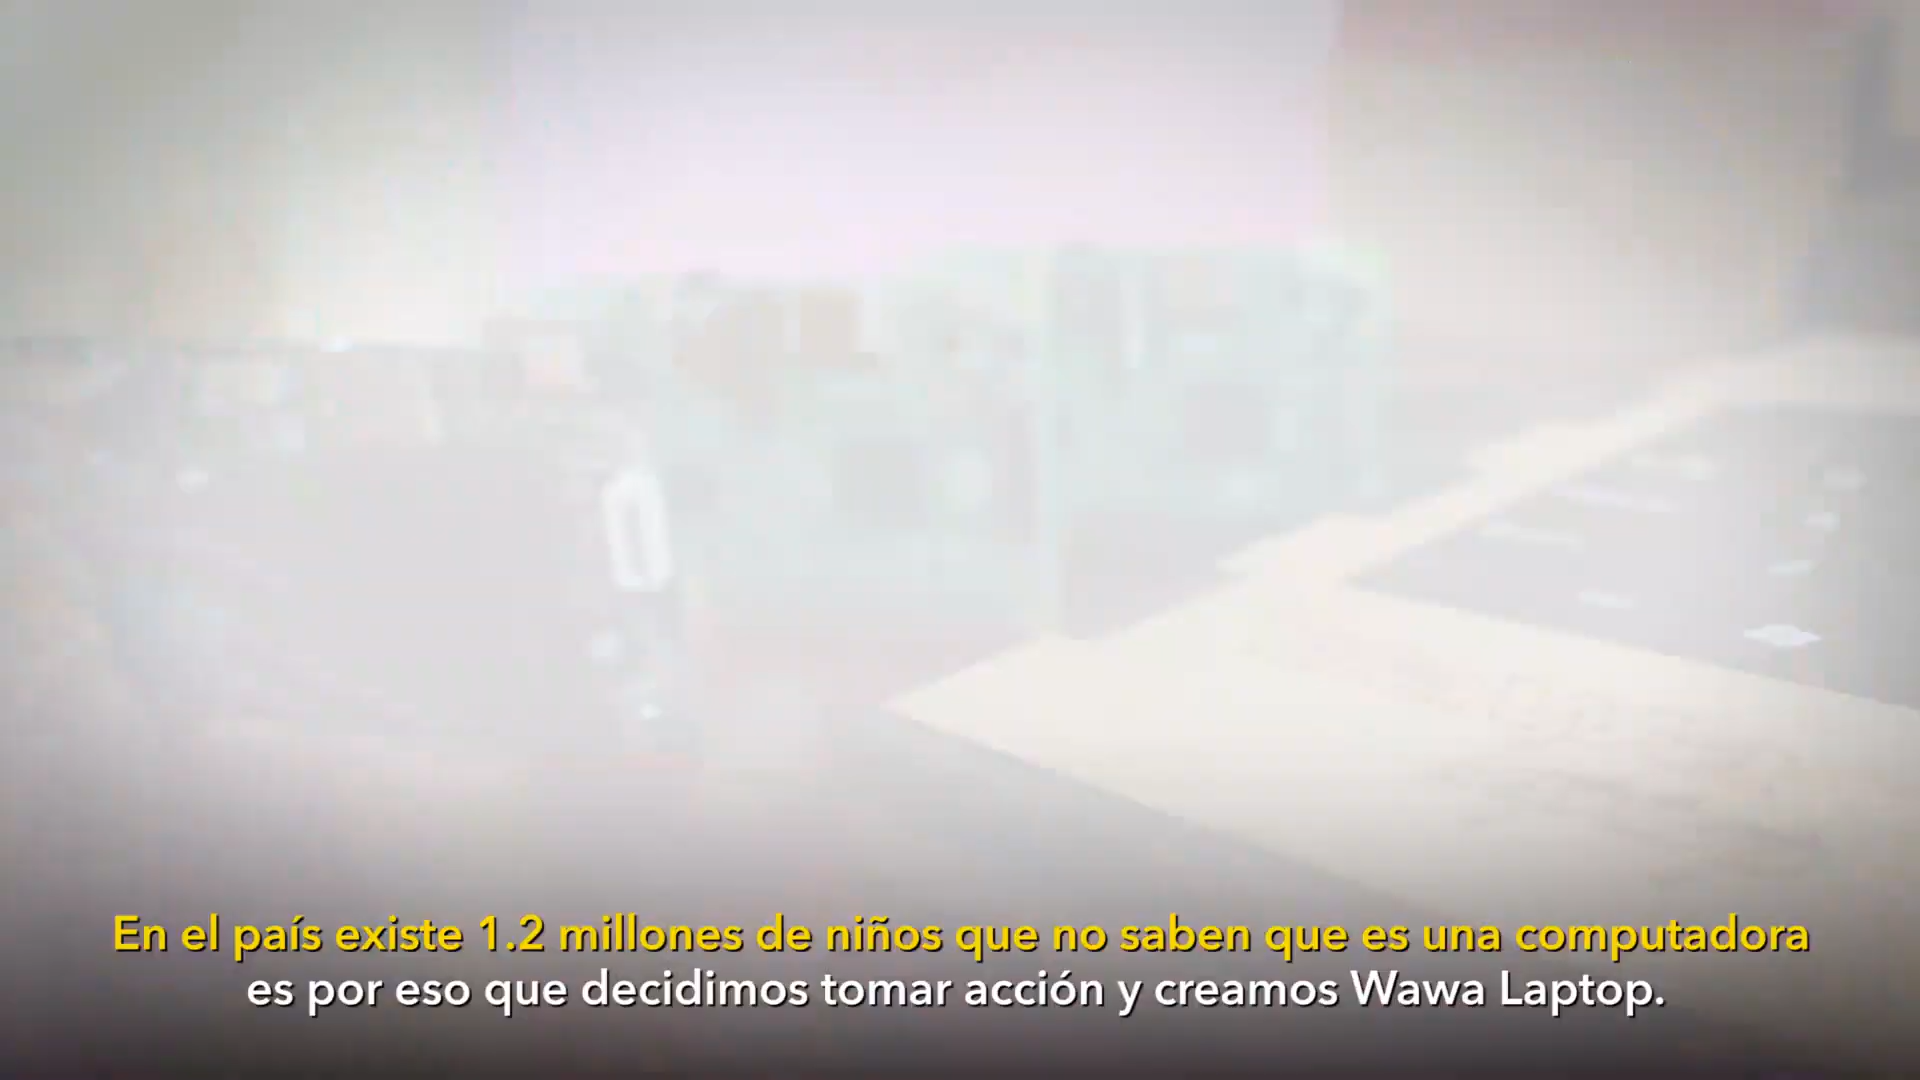 En el país existe 1.2 millones de niños que no saben que es una computadora
es por eso que decidimos tomar acción y creamos Wawa Laptop.